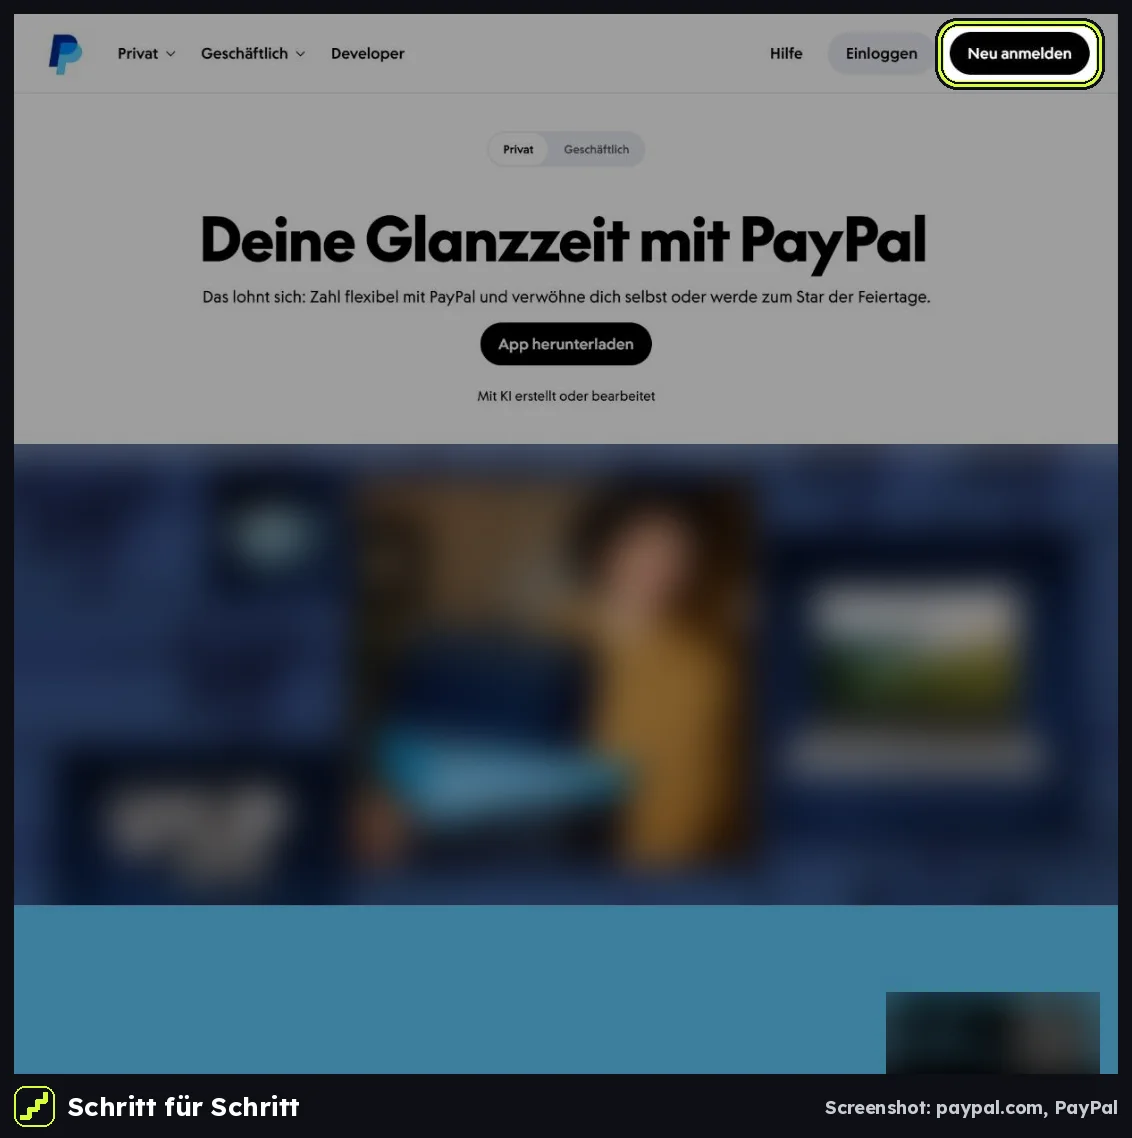 Privat Geschäftlich Developer Hilfe Einloggen Neu anmelden
Privat Geschäftlich
Deine Glanzzeit mit PayPal
Das lohnt sich: Zahl flexibel mit PayPal und verwöhne dich selbst oder werde zum Star der Feiertage.
App herunterladen
Mit KI erstellt oder bearbeitet
Schritt für Schritt
Screenshot: paypal.com, PayPal